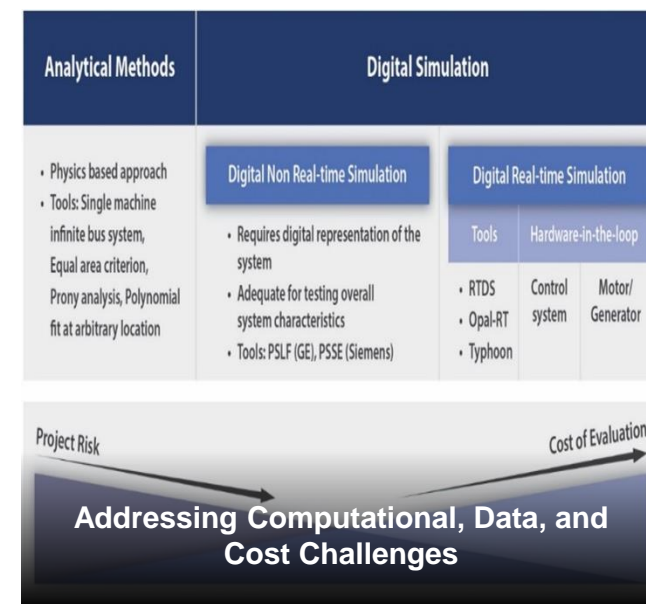 Analytical Methods
Digital Simulation
• Physics based approach
• Tools: Single machine
infinite bus system,
Equal area criterion,
Prony analysis, Polynomial
fit at arbitrary location
Digital Non Real-time Simulation
• Requires digital representation of the
system
• Adequate for testing overall
system characteristics
• Tools: PSLF (GE), PSSE (Siemens)
Digital Real-time Simulation
Tools
Hardware-in-the-loop
• RTDS
• Opal-RT
• Typhoon
Control
system
Motor/
Generator
Project Risk
Cost of Evaluation
Addressing Computational, Data, and
Cost Challenges